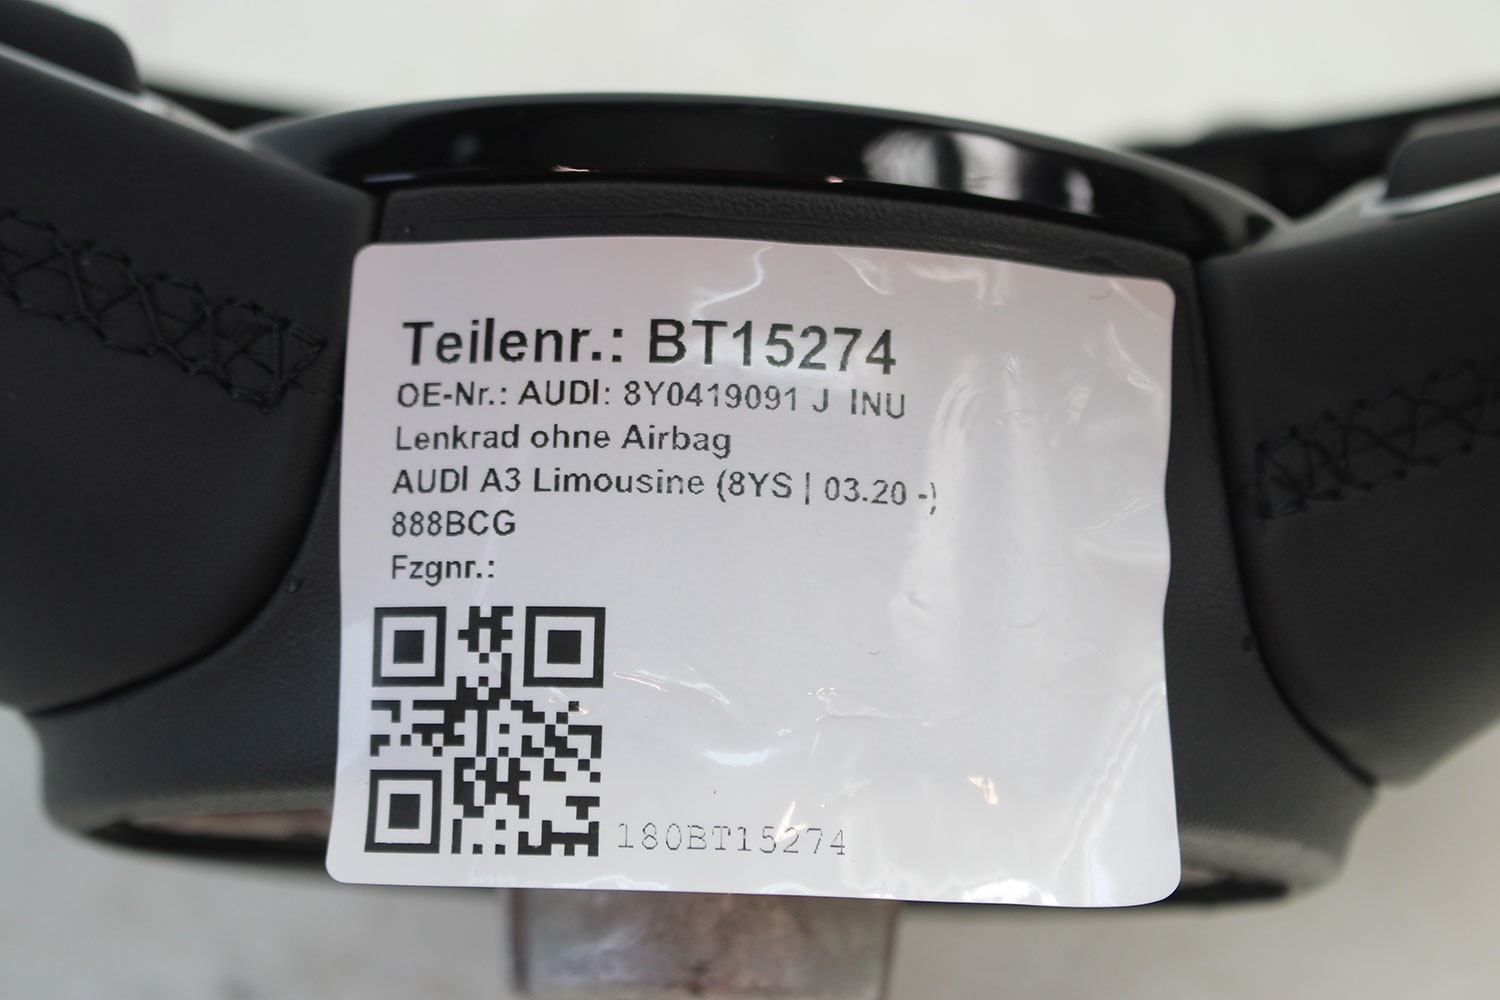 Teilenr.: BT15274
OE-Nr.: AUDI: 8Y0419091 J INU
Lenkrad ohne Airbag
AUDI A3 Limousine (8YS | 03.20 -)
888BCG
Fzgnr.:
180BT15274